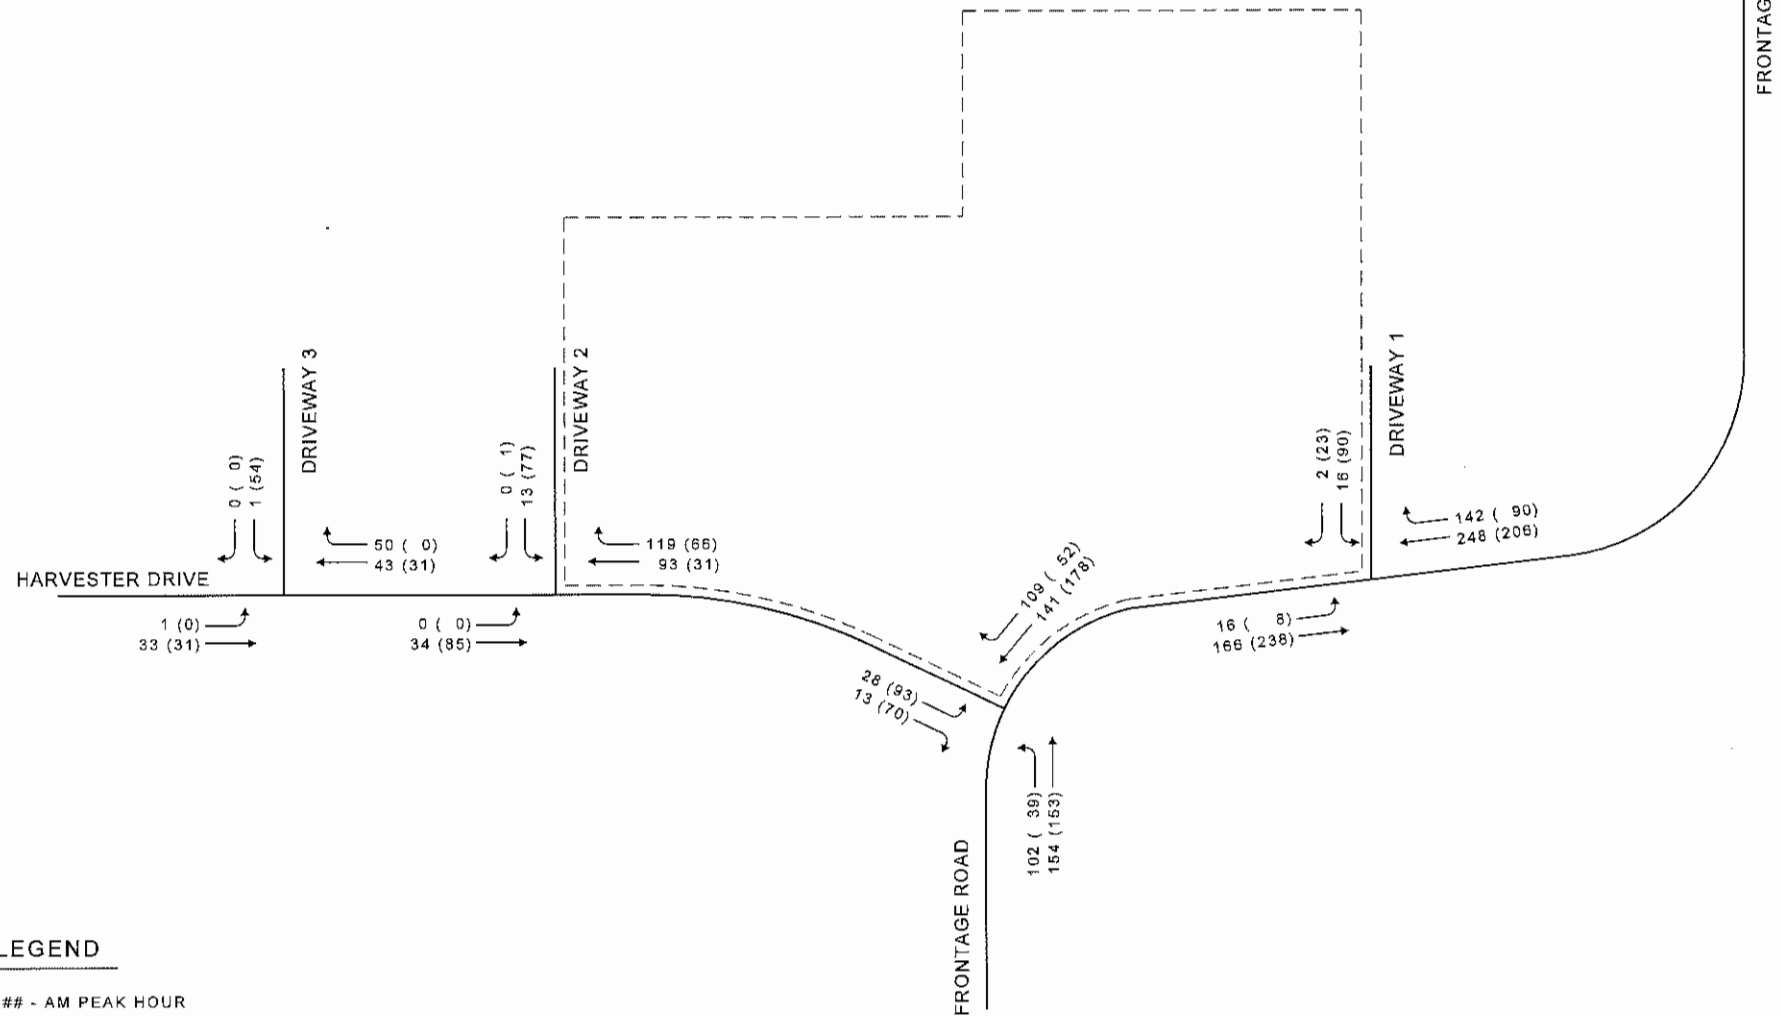 FRONTAG
DRIVEWAY 3
DRIVEWAY 2
DRIVEWAY 1
0 ( 0)
1 (54)
0 ( 1)
13 (77)
2 (23)
16 (90)
50 ( 0)
43 (31)
119 (66)
93 (31)
109 ( 52)
141 (178)
142 ( 90)
248 (206)
HARVESTER DRIVE
1 (0)
33 (31)
0 ( 0)
34 (85)
16 ( 8)
166 (238)
28 (93)
13 (70)
102 ( 39)
154 (153)
FRONTAGE ROAD
LEGEND
## - AM PEAK HOUR